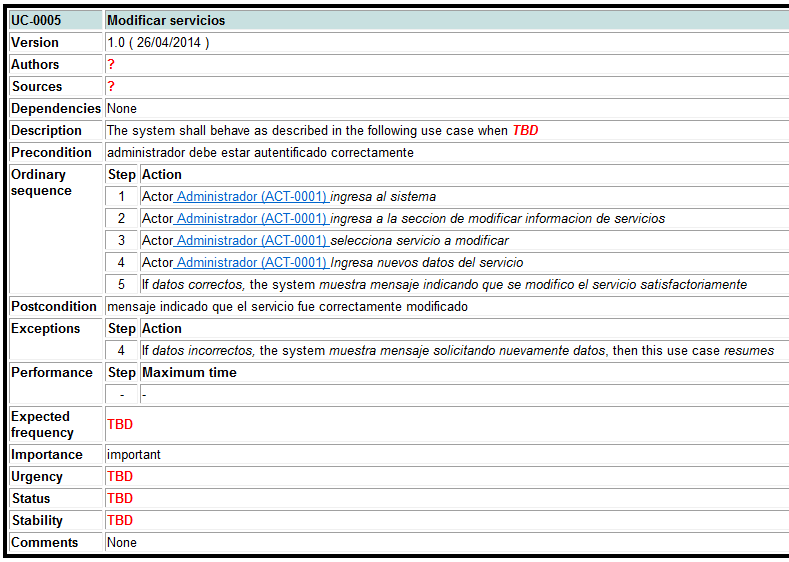 UC-0005 Modificar servicios
Version 1.0 ( 26/04/2014 )
Authors ?
Sources ?
Dependencies None
Description The system shall behave as described in the following use case when TBD
Precondition administrador debe estar autentificado correctamente
Ordinary sequence Step Action
1 Actor Administrador (ACT-0001) ingresa al sistema
2 Actor Administrador (ACT-0001) ingresa a la seccion de modificar informacion de servicios
3 Actor Administrador (ACT-0001) selecciona servicio a modificar
4 Actor Administrador (ACT-0001) Ingresa nuevos datos del servicio
5 If datos correctos, the system muestra mensaje indicando que se modifico el servicio satisfactoriamente
Postcondition mensaje indicado que el servicio fue correctamente modificado
Exceptions Step Action
4 If datos incorrectos, the system muestra mensaje solicitando nuevamente datos, then this use case resumes
Performance Step Maximum time
- -
Expected frequency TBD
Importance important
Urgency TBD
Status TBD
Stability TBD
Comments None